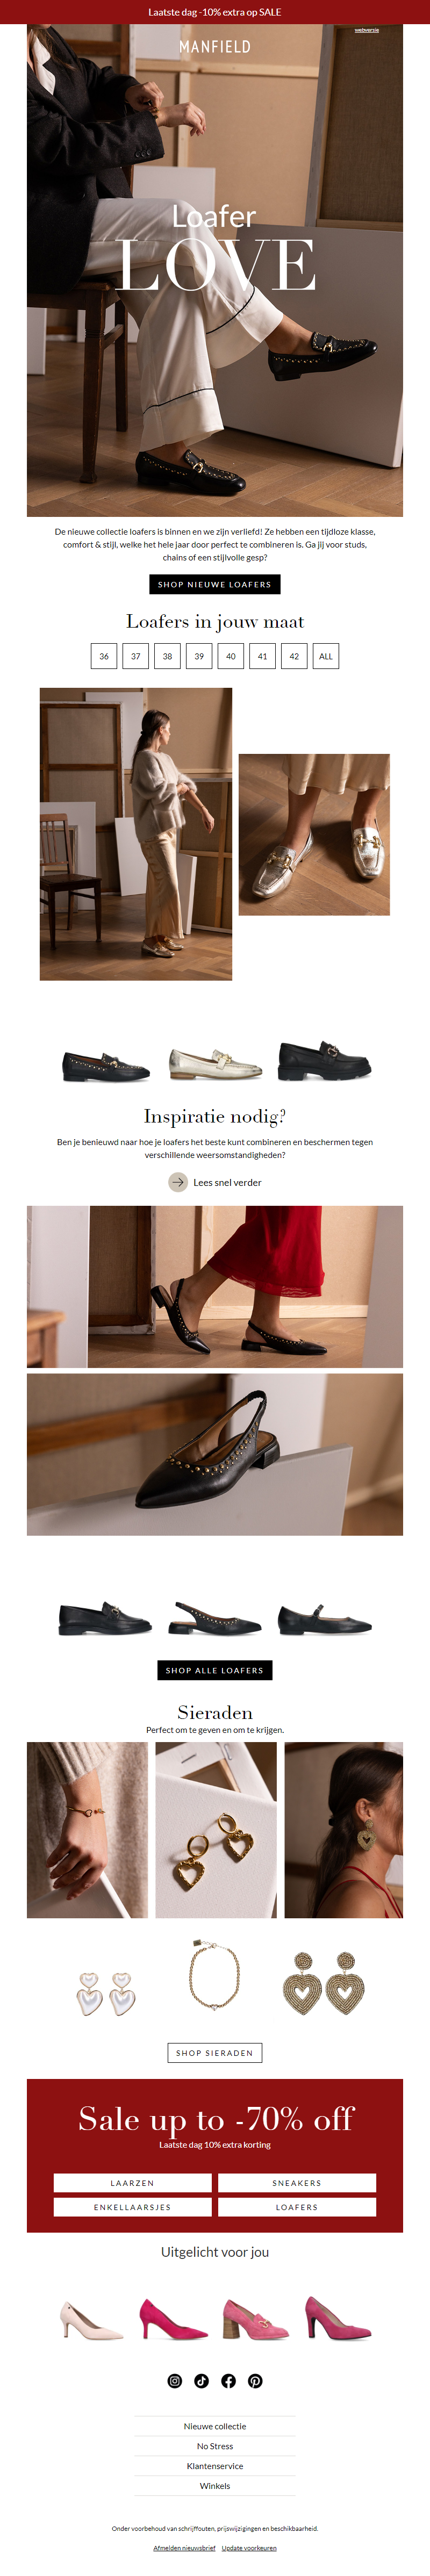 Laatste dag -10% extra op SALE
webversie
MANFIELD
Loafer
LOVE
De nieuwe collectie loafers is binnen en we zijn verliefd! Ze hebben een tijdloze klasse,
comfort & stijl, welke het hele jaar door perfect te combineren is. Ga jij voor studs,
chains of een stijlvolle gesp?
SHOP NIEUWE LOAFERS
Loafers in jouw maat
36 37 38 39 40 41 42 ALL
Inspiratie nodig?
Ben je benieuwd naar hoe je loafers het beste kunt combineren en beschermen tegen
verschillende weersomstandigheden?
Lees snel verder
SHOP ALLE LOAFERS
Sieraden
Perfect om te geven en om te krijgen.
SHOP SIERADEN
Sale up to -70% off
Laatste dag 10% extra korting
LAARZEN SNEAKERS
ENKELLAARSJES LOAFERS
Uitgelicht voor jou
Nieuwe collectie
No Stress
Klantenservice
Winkels
Onder voorbehoud van schrijffouten, prijswijzigingen en beschikbaarheid.
Afmelden nieuwsbrief Update voorkeuren